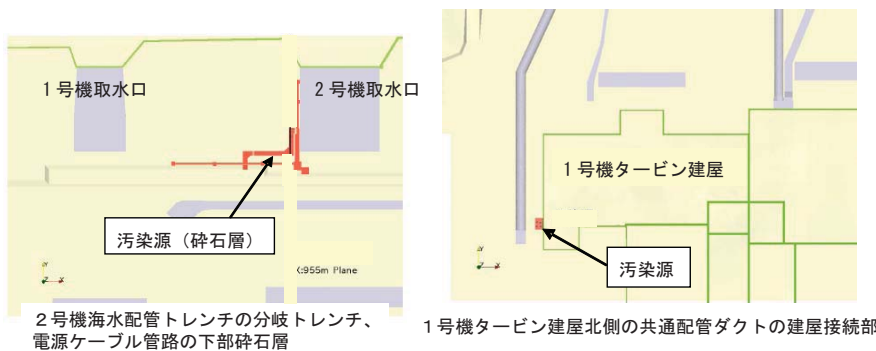 1号機取水口
2号機取水口
汚染源（砕石層）
X:955m Plane
2号機海水配管トレンチの分岐トレンチ、
電源ケーブル管路の下部砕石層
1号機タービン建屋
汚染源
1号機タービン建屋北側の共通配管ダクトの建屋接続部